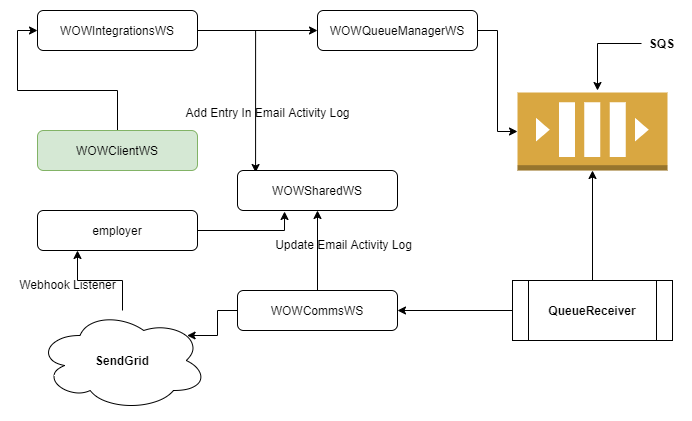 WOWIntegrationsWS
WOWQueueManagerWS
SQS
Add Entry In Email Activity Log
WOWClientWS
WOWSharedWS
employer
Update Email Activity Log
Webhook Listener
WOWCommsWS
QueueReceiver
SendGrid